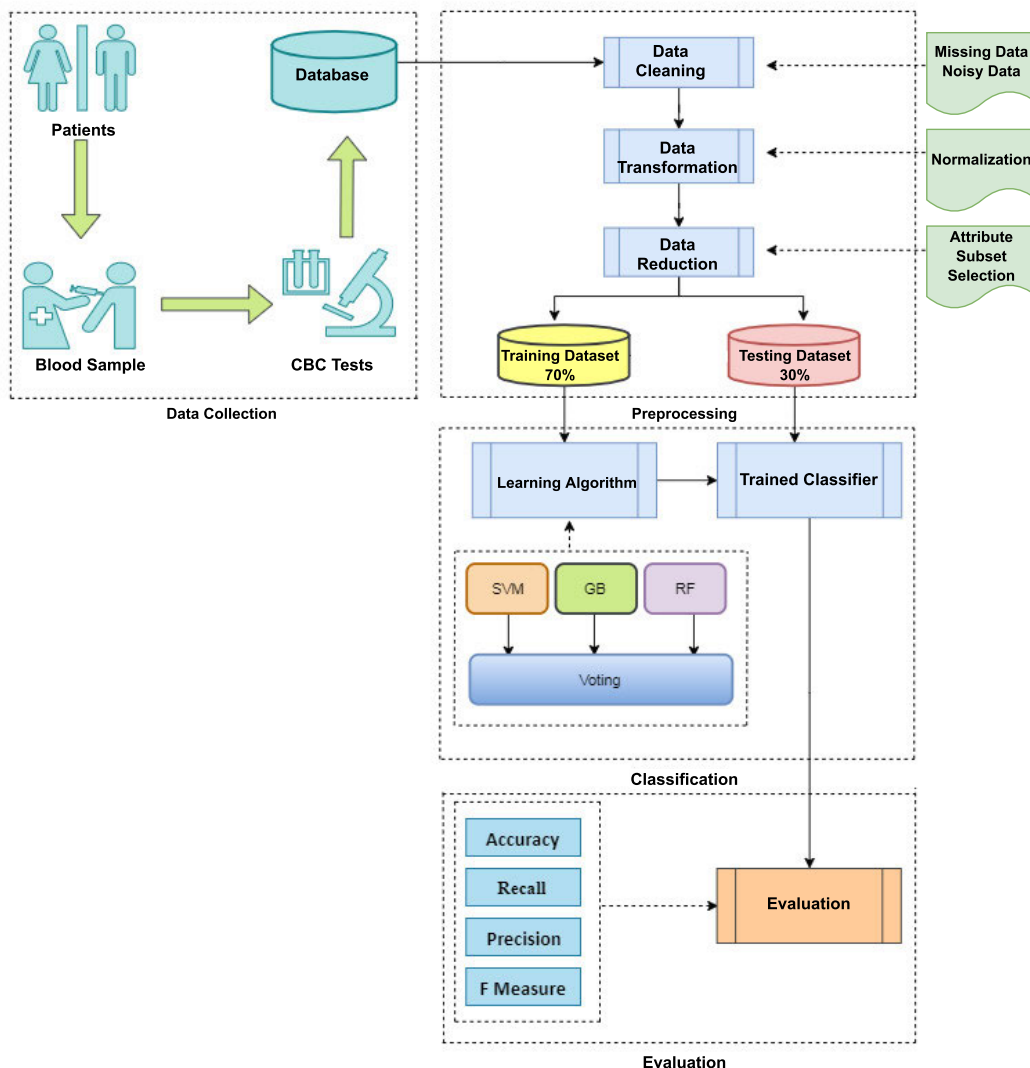 Patients
Database
Blood Sample
CBC Tests
Data Collection
Data
Cleaning
Missing Data
Noisy Data
Data
Transformation
Normalization
Data
Reduction
Attribute
Subset
Selection
Training Dataset
70%
Testing Dataset
30%
Preprocessing
Learning Algorithm
Trained Classifier
SVM
GB
RF
Voting
Classification
Accuracy
Recall
Precision
F Measure
Evaluation
Evaluation